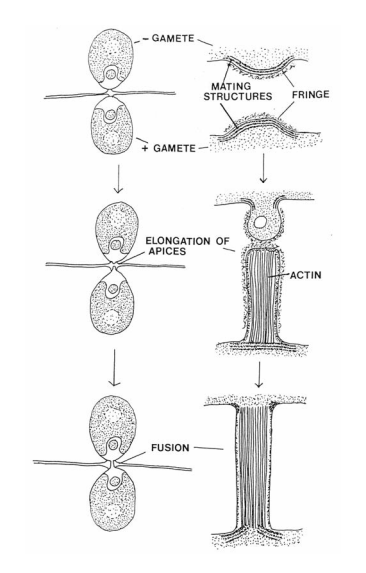 − GAMETE
MATING
STRUCTURES
FRINGE
+ GAMETE
ELONGATION OF
APICES
ACTIN
FUSION